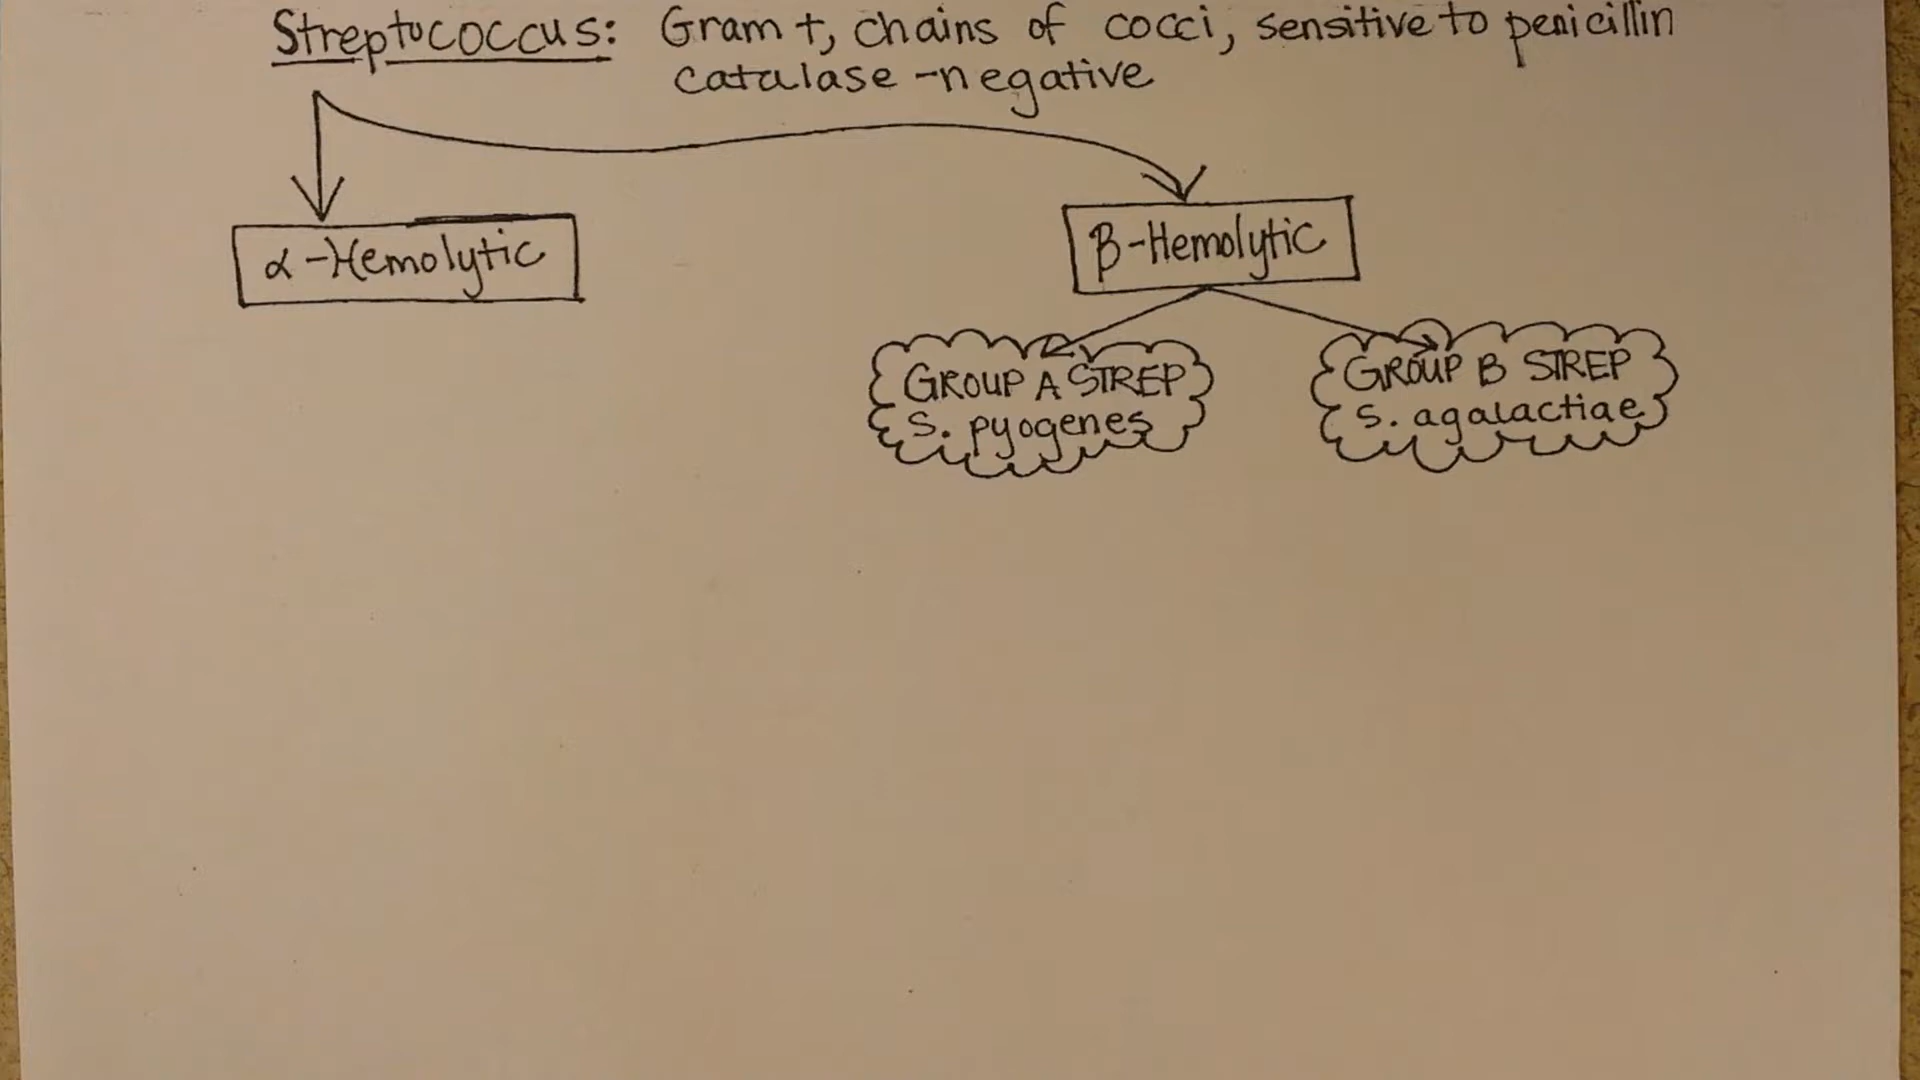 Streptococcus: Gram +, chains of cocci, sensitive to penicillin
catalase-negative
α-Hemolytic
β-Hemolytic
GROUP A STREP
S. pyogenes
GROUP B STREP
S. agalactiae